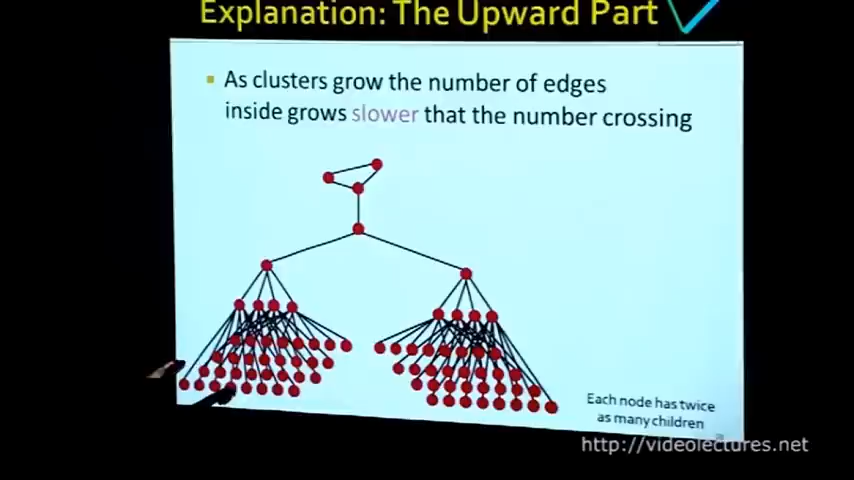 Explanation: The Upward Part
As clusters grow the number of edges
inside grows slower that the number crossing
Each node has twice
as many children
http://videolectures.net